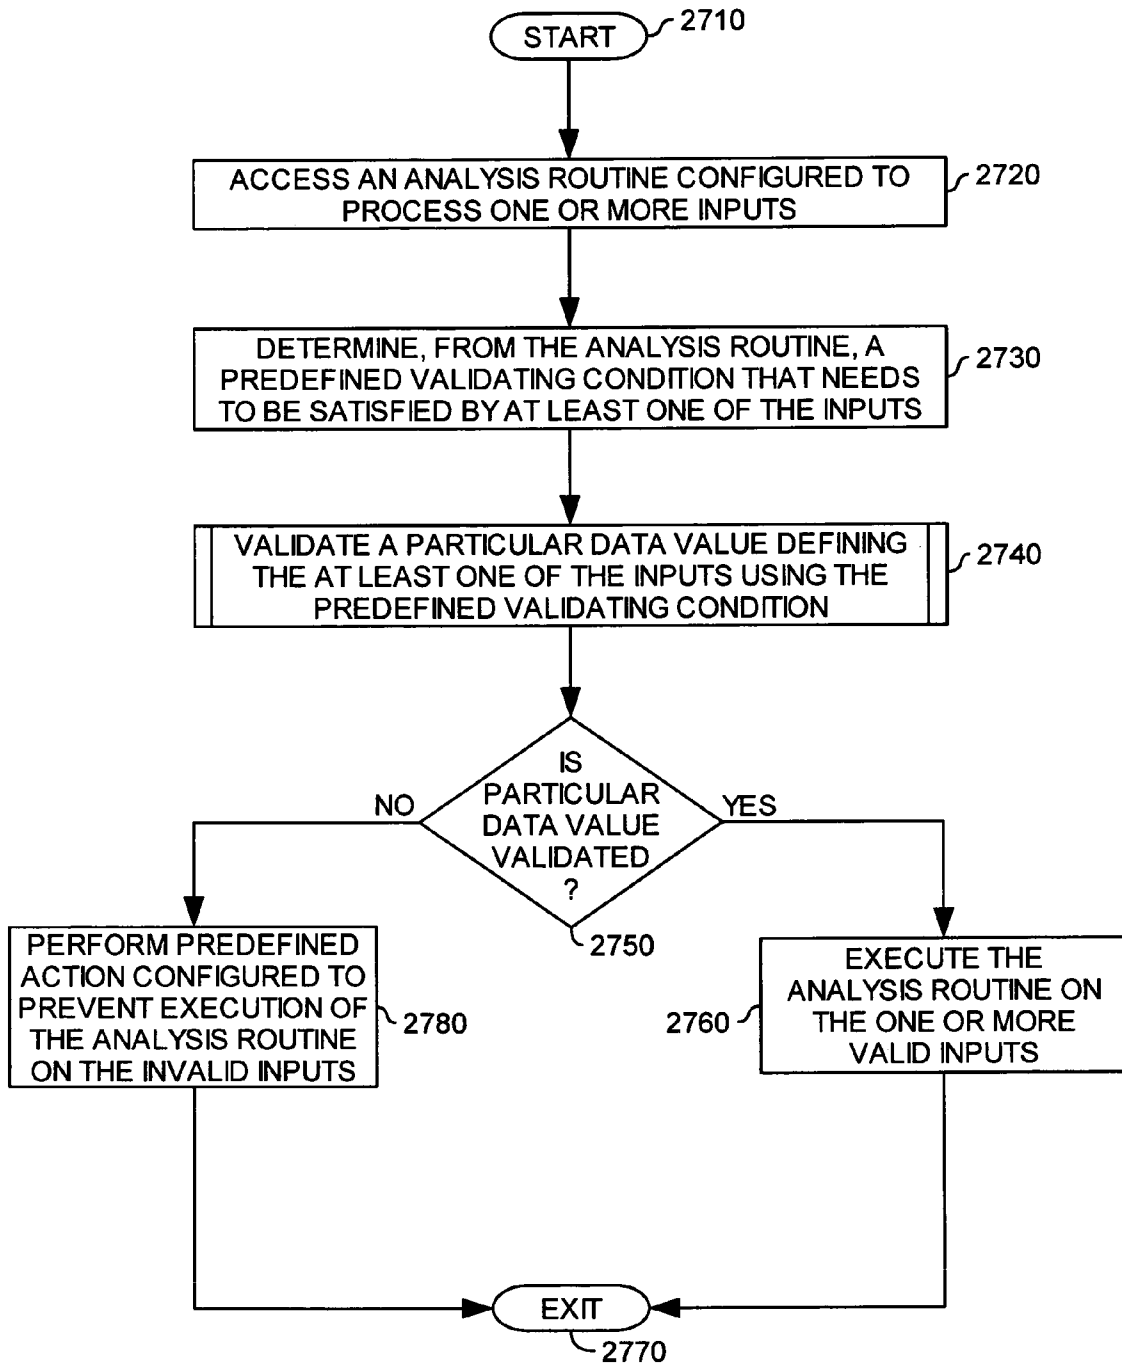 START
2710
ACCESS AN ANALYSIS ROUTINE CONFIGURED TO
PROCESS ONE OR MORE INPUTS
2720
DETERMINE, FROM THE ANALYSIS ROUTINE, A
PREDEFINED VALIDATING CONDITION THAT NEEDS
TO BE SATISFIED BY AT LEAST ONE OF THE INPUTS
2730
VALIDATE A PARTICULAR DATA VALUE DEFINING
THE AT LEAST ONE OF THE INPUTS USING THE
PREDEFINED VALIDATING CONDITION
2740
IS
PARTICULAR
DATA VALUE
VALIDATED
?
2750
NO
YES
PERFORM PREDEFINED
ACTION CONFIGURED TO
PREVENT EXECUTION OF
THE ANALYSIS ROUTINE
ON THE INVALID INPUTS
2780
EXECUTE THE
ANALYSIS ROUTINE ON
THE ONE OR MORE
VALID INPUTS
2760
EXIT
2770